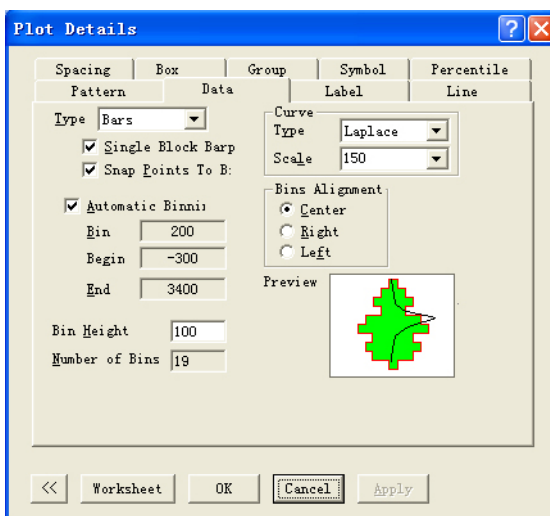 Plot Details
Spacing Box Group Symbol Percentile
Pattern Data Label Line
Type Bars
Single Block Barp
Snap Points To B:
Automatic Binni
Bin 200
Begin -300
End 3400
Bin Height 100
Number of Bins 19
Curve
Type Laplace
Scale 150
Bins Alignment
Center
Right
Left
Preview
<< Worksheet OK Cancel Apply